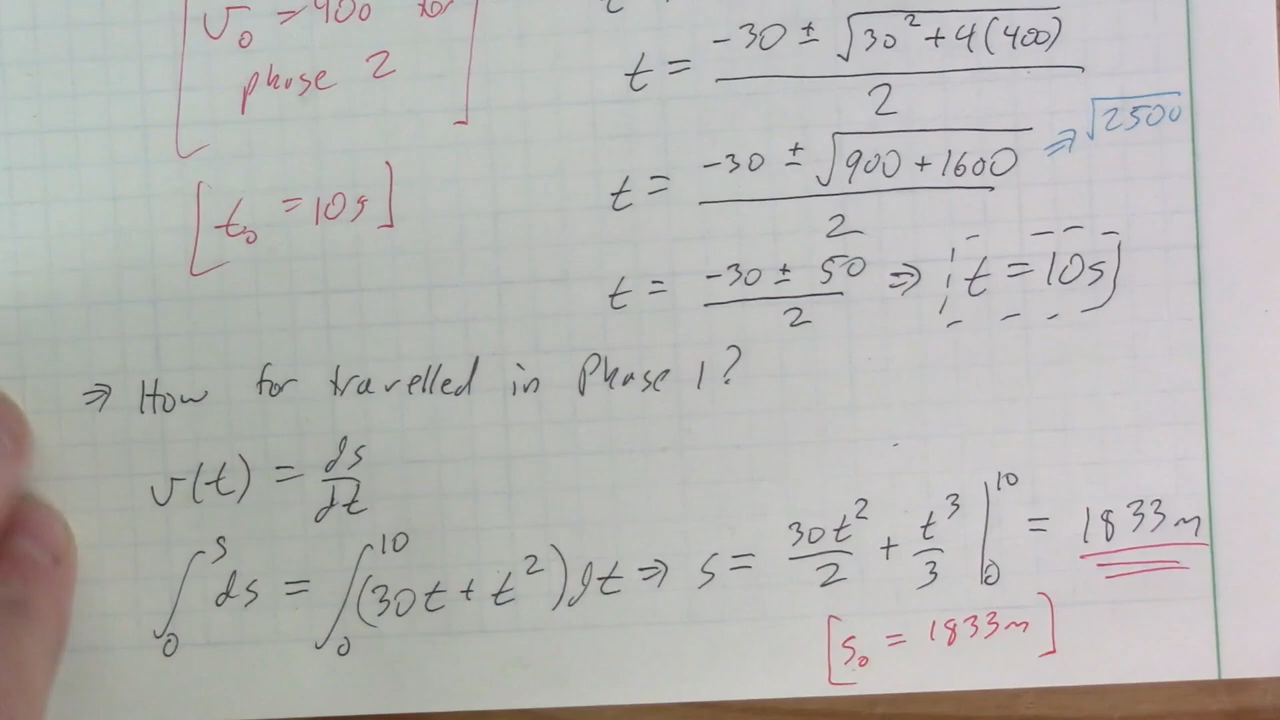 [v₀ = 400 for
phase 2]
[t₀ = 10s]
t = (-30 ± √(30² + 4(400))) / 2
t = (-30 ± √(900 + 1600)) / 2 ⇒ √2500
t = (-30 ± 50) / 2 ⇒ t = 10s
⇒ How far travelled in Phase 1?
v(t) = ds/dt
∫₀ˢ ds = ∫₀¹⁰ (30t + t²) dt ⇒ s = 30t²/2 + t³/3 |₀¹⁰ = 1833m
[s₀ = 1833m]